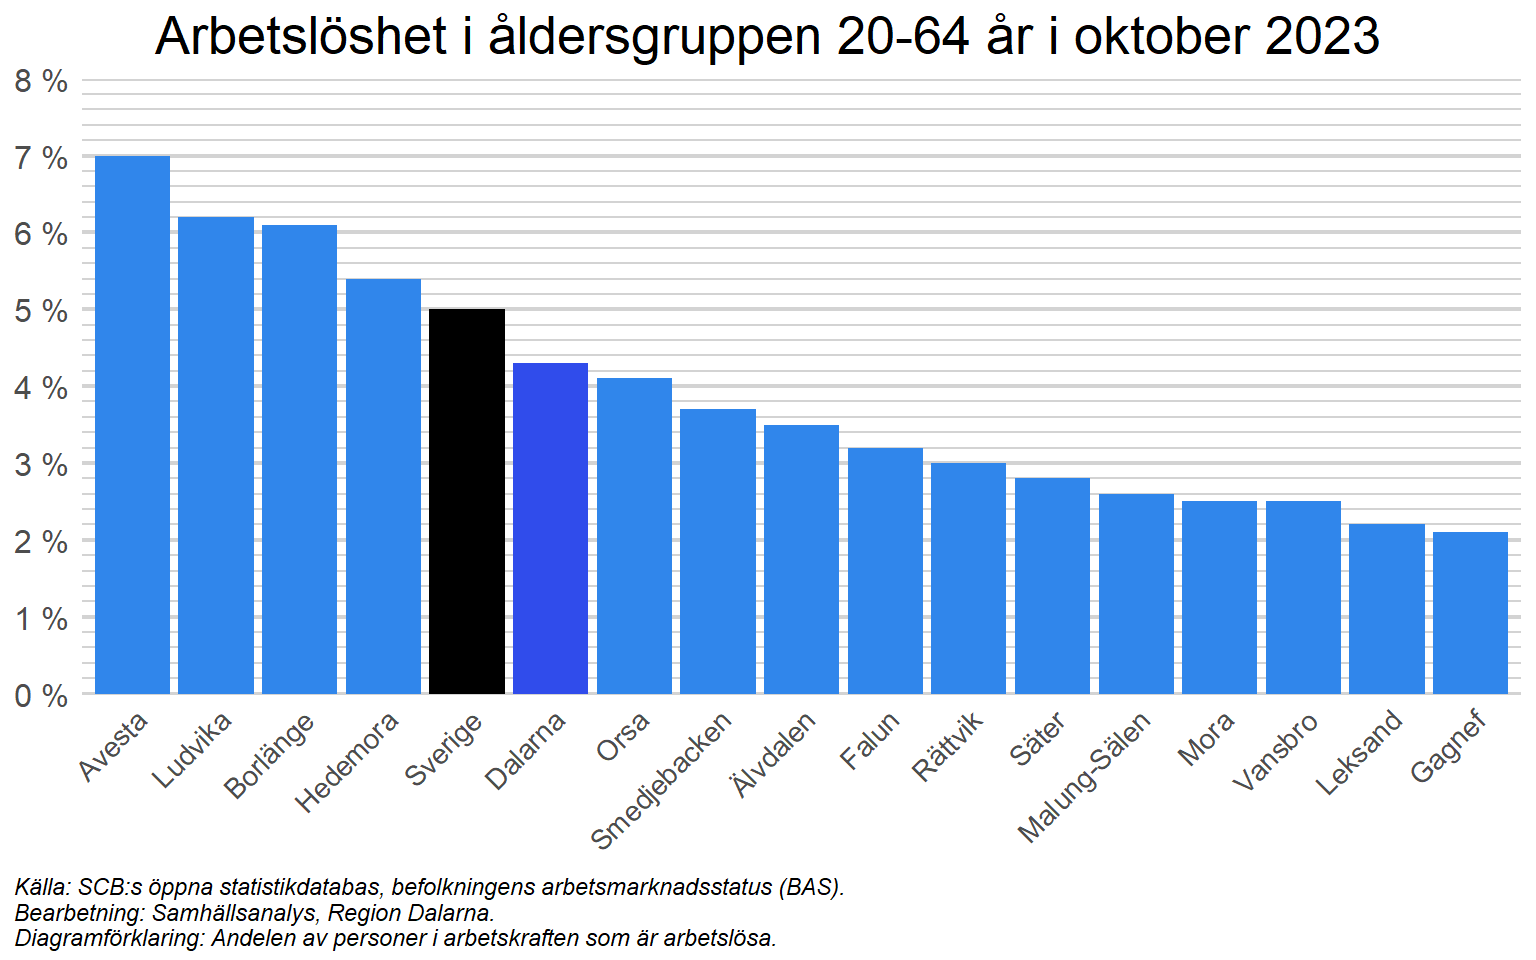 Arbetslöshet i åldersgruppen 20-64 år i oktober 2023
8 %
7 %
6 %
5 %
4 %
3 %
2 %
1 %
0 %
Avesta
Ludvika
Borlänge
Hedemora
Sverige
Dalarna
Orsa
Smedjebacken
Älvdalen
Falun
Rättvik
Säter
Malung-Sälen
Mora
Vansbro
Leksand
Gagnef
Källa: SCB:s öppna statistikdatabas, befolkningens arbetsmarknadsstatus (BAS).
Bearbetning: Samhällsanalys, Region Dalarna.
Diagramförklaring: Andelen av personer i arbetskraften som är arbetslösa.